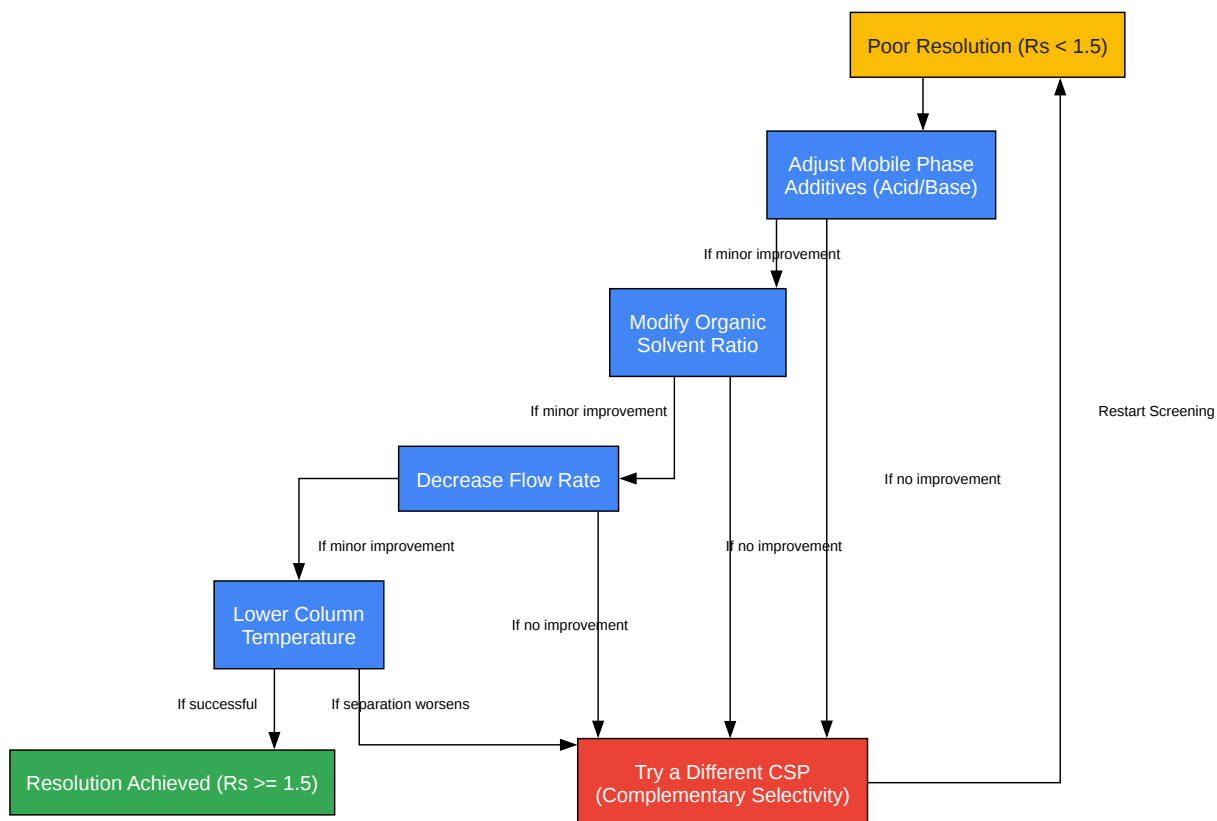 Poor Resolution (Rs < 1.5)
Adjust Mobile Phase
Additives (Acid/Base)
If minor improvement
Modify Organic
Solvent Ratio
If minor improvement
Restart Screening
Decrease Flow Rate
If no improvement
If minor improvement
If no improvement
Lower Column
Temperature
If no improvement
If successful
If separation worsens
Resolution Achieved (Rs >= 1.5)
Try a Different CSP
(Complementary Selectivity)